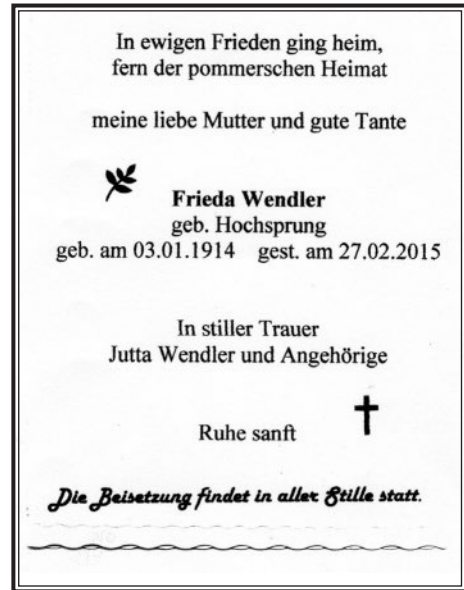 In ewigen Frieden ging heim,
fern der pommerschen Heimat
meine liebe Mutter und gute Tante
Frieda Wendler
geb. Hochsprung
geb. am 03.01.1914 gest. am 27.02.2015
In stiller Trauer
Jutta Wendler und Angehörige
Ruhe sanft
Die Beisetzung findet in aller Stille statt.